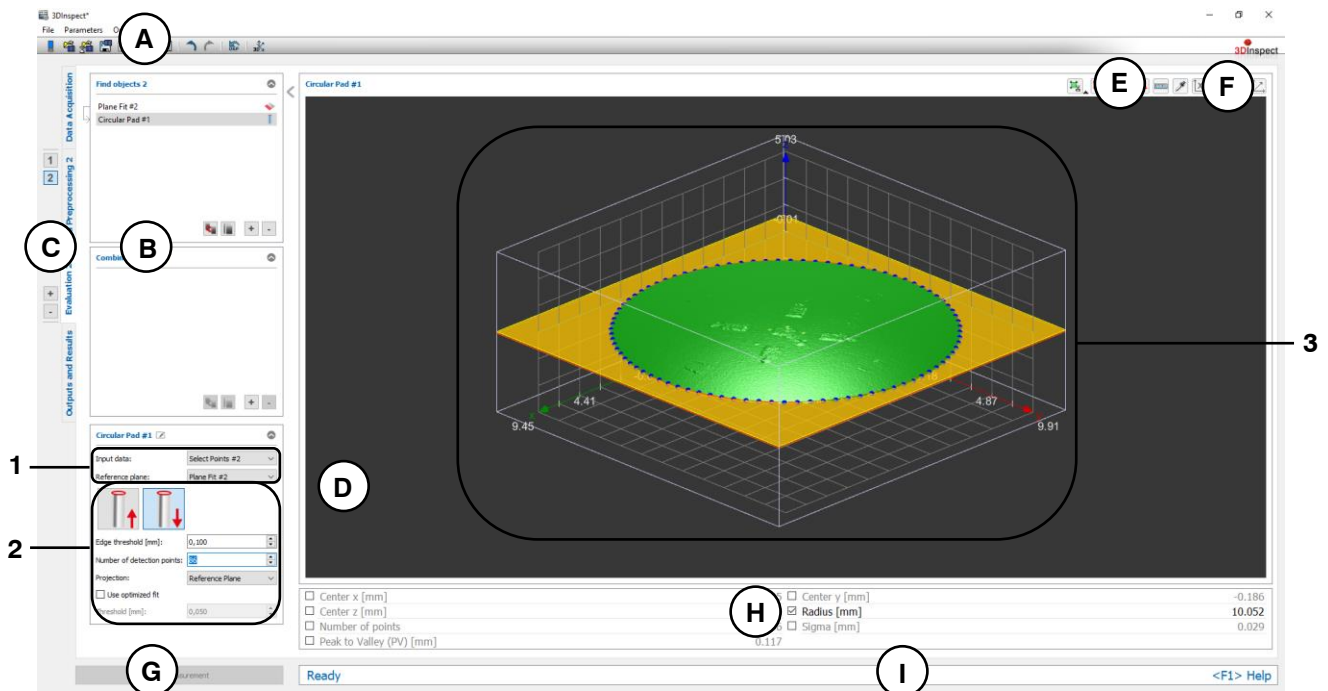 3DInspect*
File Parameters
A
3DInspect
Data Acquisition
Preprocessing 2
Evaluation
Outputs and Results
1
2
C
+
-
Find objects 2
Plane Fit #2
Circular Pad #1
+ -
B
+ -
Circular Pad #1
Input data: Select Points #2
Reference plane: Plane Fit #2
Edge threshold [mm]: 0,100
Number of detection points:
Projection: Reference Plane
Use optimized fit
Threshold [mm]: 0,050
1
2
G
Circular Pad #1
E
F
5.03
4.41
9.45
4.87
9.91
3
D
Center x [mm] Center y [mm] -0.186
Center z [mm] Radius [mm] 10.052
Number of points Sigma [mm] 0.029
Peak to Valley (PV) [mm] 0.117
H
I
Ready <F1> Help